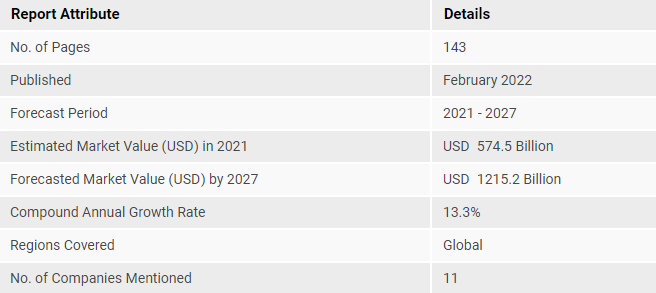 Report Attribute Details
No. of Pages 143
Published February 2022
Forecast Period 2021 - 2027
Estimated Market Value (USD) in 2021 USD 574.5 Billion
Forecasted Market Value (USD) by 2027 USD 1215.2 Billion
Compound Annual Growth Rate 13.3%
Regions Covered Global
No. of Companies Mentioned 11